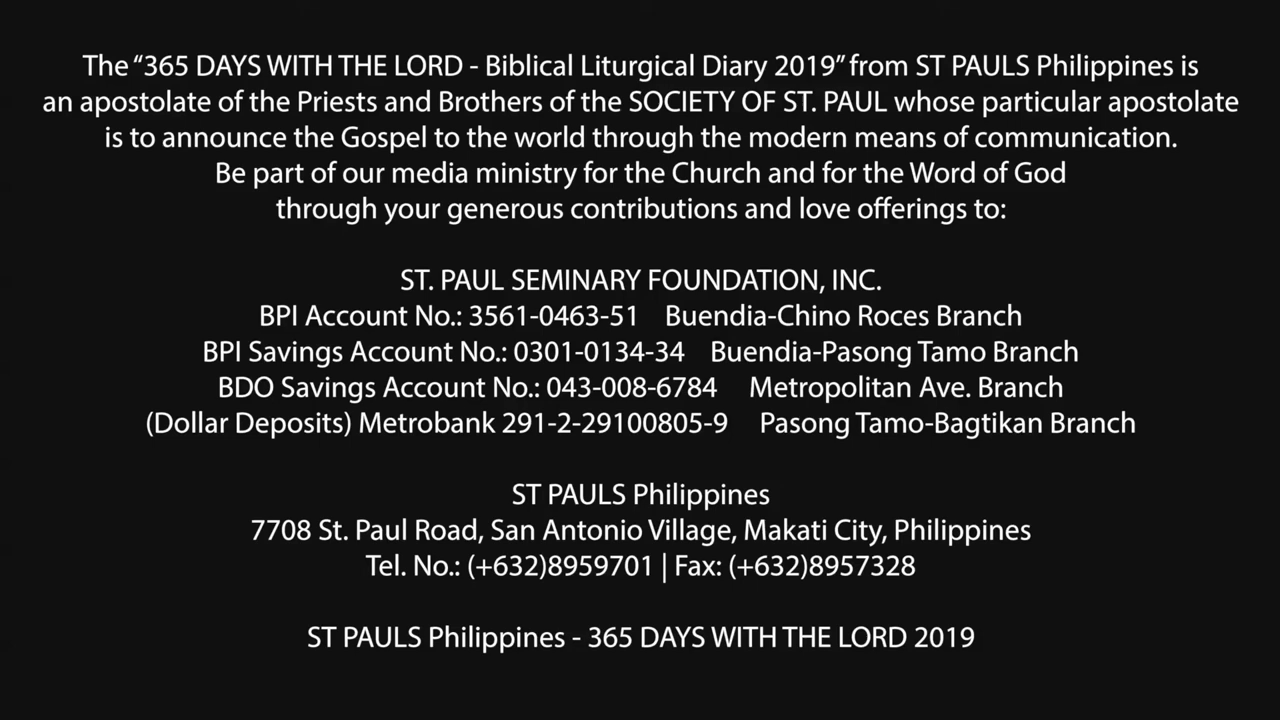 The “365 DAYS WITH THE LORD - Biblical Liturgical Diary 2019” from ST PAULS Philippines is
an apostolate of the Priests and Brothers of the SOCIETY OF ST. PAUL whose particular apostolate
is to announce the Gospel to the world through the modern means of communication.
Be part of our media ministry for the Church and for the Word of God
through your generous contributions and love offerings to:
ST. PAUL SEMINARY FOUNDATION, INC.
BPI Account No.: 3561-0463-51 Buendia-Chino Roces Branch
BPI Savings Account No.: 0301-0134-34 Buendia-Pasong Tamo Branch
BDO Savings Account No.: 043-008-6784 Metropolitan Ave. Branch
(Dollar Deposits) Metrobank 291-2-29100805-9 Pasong Tamo-Bagtikan Branch
ST PAULS Philippines
7708 St. Paul Road, San Antonio Village, Makati City, Philippines
Tel. No.: (+632)8959701 | Fax: (+632)8957328
ST PAULS Philippines - 365 DAYS WITH THE LORD 2019